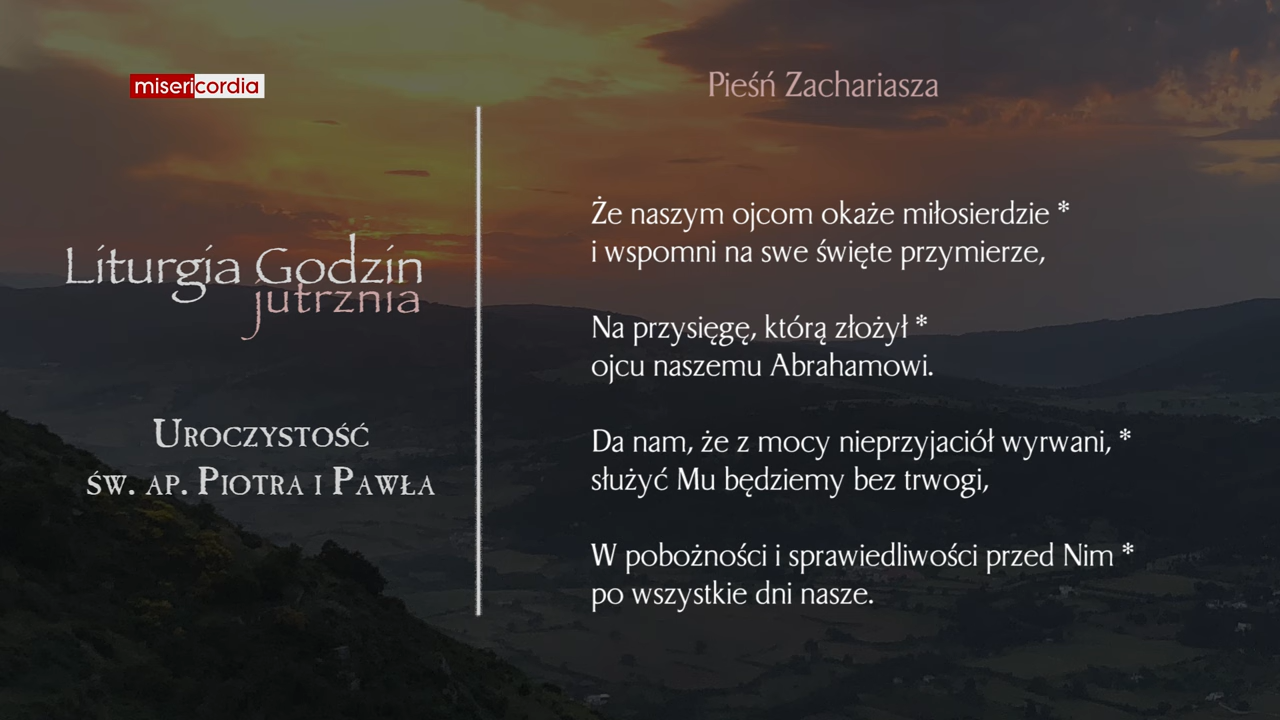 misericordia
Liturgia Godzin
jutrznia
Uroczystość
św. ap. Piotra i Pawła
Pieśń Zachariasza
Że naszym ojcom okaże miłosierdzie *
i wspomni na swe święte przymierze,
Na przysięgę, którą złożył *
ojcu naszemu Abrahamowi.
Da nam, że z mocy nieprzyjaciół wyrwani, *
służyć Mu będziemy bez trwogi,
W pobożności i sprawiedliwości przed Nim *
po wszystkie dni nasze.